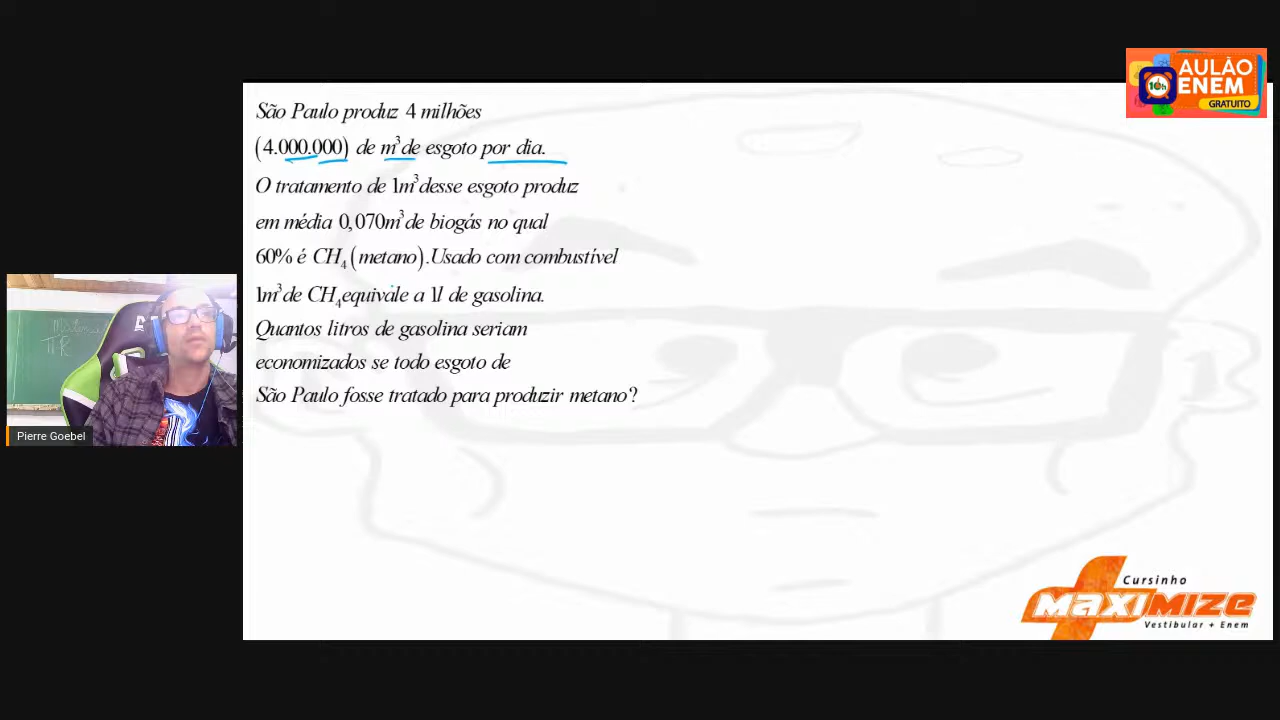 AULÃO
ENEM
10h
GRATUITO
São Paulo produz 4 milhões
(4.000.000) de m³ de esgoto por dia.
O tratamento de 1m³ desse esgoto produz
em média 0,070m³ de biogás no qual
60% é CH₄(metano).Usado com combustível
1m³ de CH₄ equivale a 1l de gasolina.
Quantos litros de gasolina seriam
economizados se todo esgoto de
São Paulo fosse tratado para produzir metano?
πR
Pierre Goebel
Cursinho
MAXIMIZE
Vestibular + Enem